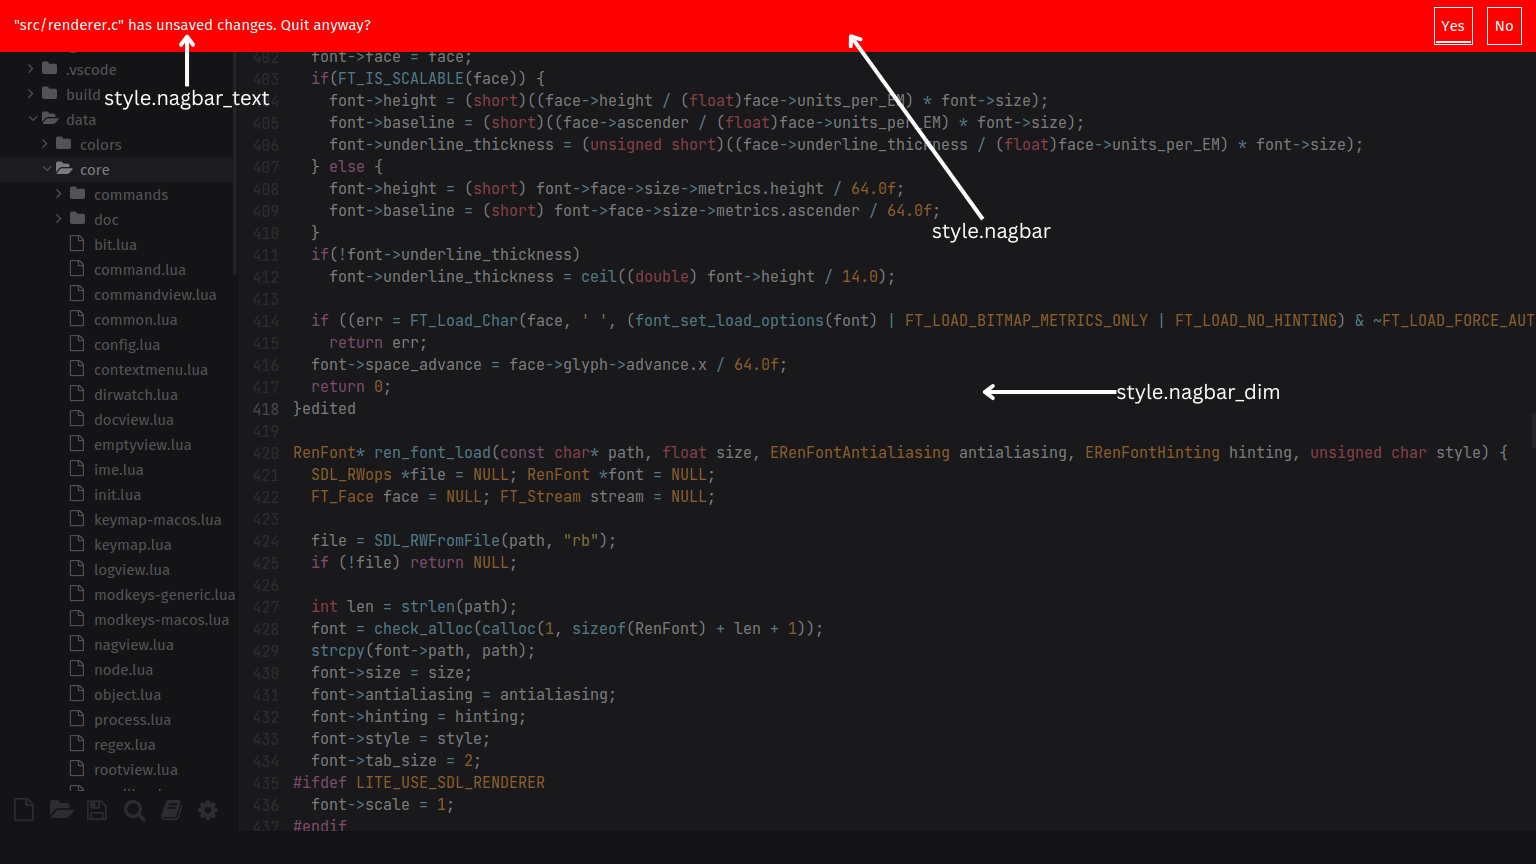 "src/renderer.c" has unsaved changes. Quit anyway?
Yes
No
style.nagbar_text
style.nagbar
style.nagbar_dim
.vscode
build
data
colors
core
commands
doc
bit.lua
command.lua
commandview.lua
common.lua
config.lua
contextmenu.lua
dirwatch.lua
docview.lua
emptyview.lua
ime.lua
init.lua
keymap-macos.lua
keymap.lua
logview.lua
modkeys-generic.lua
modkeys-macos.lua
nagview.lua
node.lua
object.lua
process.lua
regex.lua
rootview.lua
402 font->face = face;
403 if(FT_IS_SCALABLE(face)) {
font->height = (short)((face->height / (float)face->units_per_EM) * font->size);
405 font->baseline = (short)((face->ascender / (float)face->units_per_EM) * font->size);
406 font->underline_thickness = (unsigned short)((face->underline_thickness / (float)face->units_per_EM) * font->size);
407 } else {
408 font->height = (short) font->face->size->metrics.height / 64.0f;
409 font->baseline = (short) font->face->size->metrics.ascender / 64.0f;
410 }
411 if(!font->underline_thickness)
412 font->underline_thickness = ceil((double) font->height / 14.0);
413
414 if ((err = FT_Load_Char(face, ' ', (font_set_load_options(font) | FT_LOAD_BITMAP_METRICS_ONLY | FT_LOAD_NO_HINTING) & ~FT_LOAD_FORCE_AUT
415 return err;
416 font->space_advance = face->glyph->advance.x / 64.0f;
417 return 0;
418 }edited
419
420 RenFont* ren_font_load(const char* path, float size, ERenFontAntialiasing antialiasing, ERenFontHinting hinting, unsigned char style) {
421 SDL_RWops *file = NULL; RenFont *font = NULL;
422 FT_Face face = NULL; FT_Stream stream = NULL;
423
424 file = SDL_RWFromFile(path, "rb");
425 if (!file) return NULL;
426
427 int len = strlen(path);
428 font = check_alloc(calloc(1, sizeof(RenFont) + len + 1));
429 strcpy(font->path, path);
430 font->size = size;
431 font->antialiasing = antialiasing;
432 font->hinting = hinting;
433 font->style = style;
434 font->tab_size = 2;
435 #ifdef LITE_USE_SDL_RENDERER
436 font->scale = 1;
437 #endif